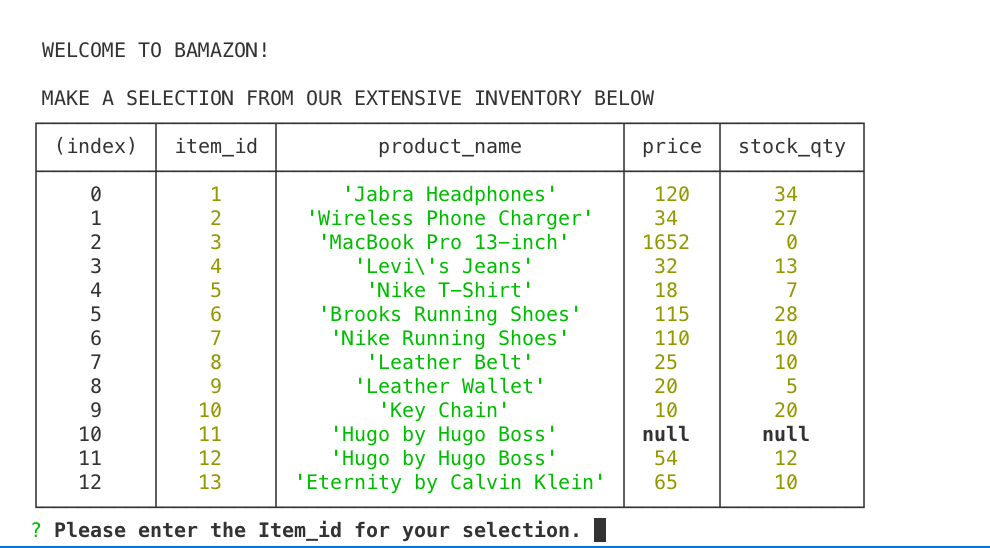 WELCOME TO BAMAZON!
MAKE A SELECTION FROM OUR EXTENSIVE INVENTORY BELOW
(index) item_id product_name price stock_qty
0 1 'Jabra Headphones' 120 34
1 2 'Wireless Phone Charger' 34 27
2 3 'MacBook Pro 13-inch' 1652 0
3 4 'Levi\'s Jeans' 32 13
4 5 'Nike T-Shirt' 18 7
5 6 'Brooks Running Shoes' 115 28
6 7 'Nike Running Shoes' 110 10
7 8 'Leather Belt' 25 10
8 9 'Leather Wallet' 20 5
9 10 'Key Chain' 10 20
10 11 'Hugo by Hugo Boss' null null
11 12 'Hugo by Hugo Boss' 54 12
12 13 'Eternity by Calvin Klein' 65 10
? Please enter the Item_id for your selection.